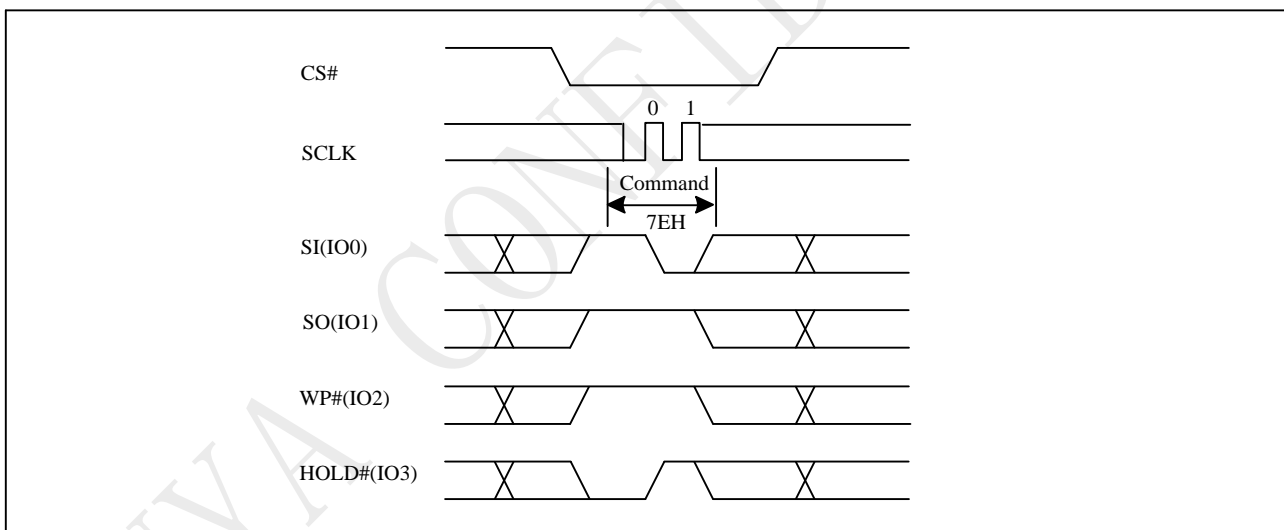 CS#
0 1
SCLK
Command
7EH
SI(IO0)
SO(IO1)
WP#(IO2)
HOLD#(IO3)